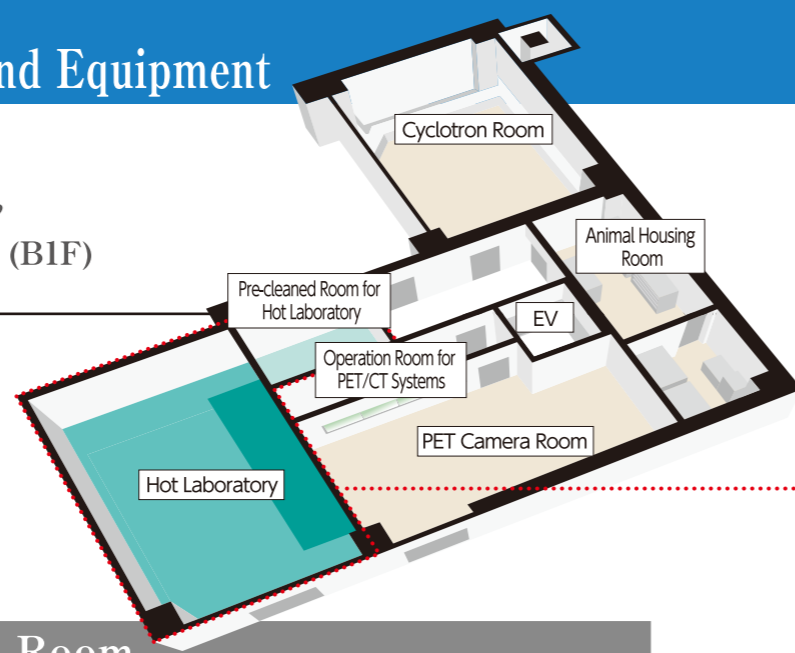 nd Equipment
(B1F)
Cyclotron Room
Animal Housing
Room
Pre-cleaned Room for
Hot Laboratory
EV
Operation Room for
PET/CT Systems
PET Camera Room
Hot Laboratory
Room